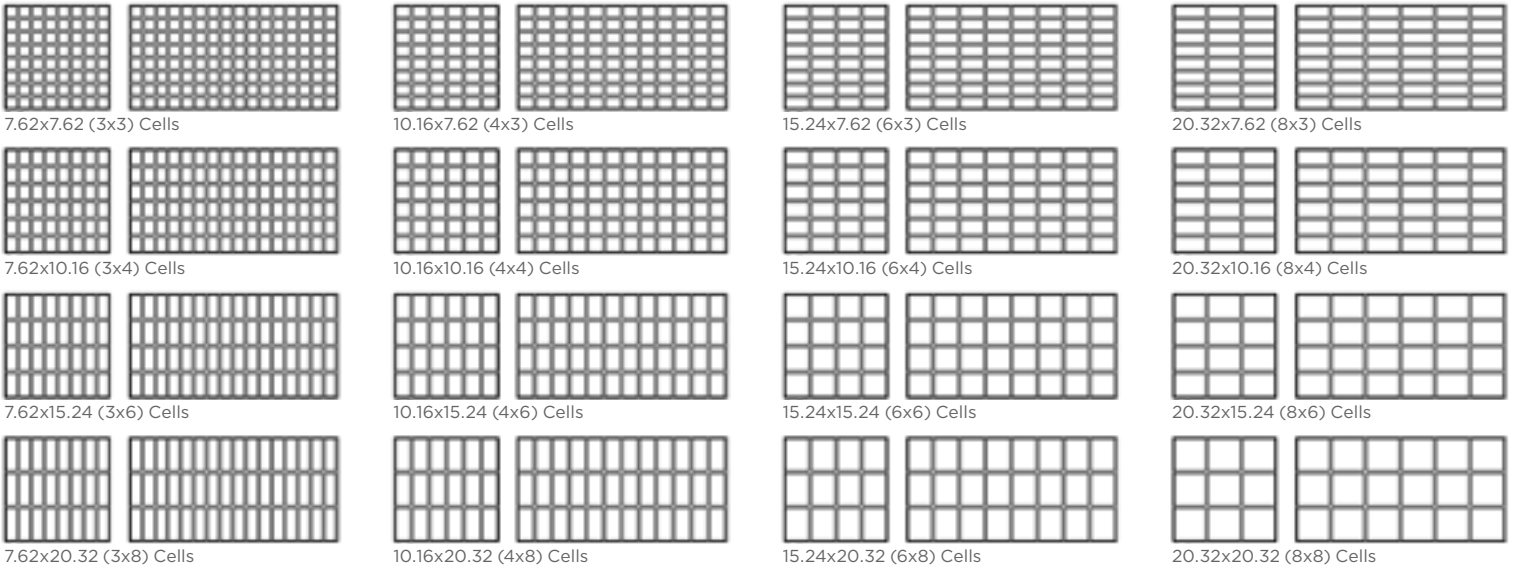 7.62x7.62 (3x3) Cells
10.16x7.62 (4x3) Cells
15.24x7.62 (6x3) Cells
20.32x7.62 (8x3) Cells
7.62x10.16 (3x4) Cells
10.16x10.16 (4x4) Cells
15.24x10.16 (6x4) Cells
20.32x10.16 (8x4) Cells
7.62x15.24 (3x6) Cells
10.16x15.24 (4x6) Cells
15.24x15.24 (6x6) Cells
20.32x15.24 (8x6) Cells
7.62x20.32 (3x8) Cells
10.16x20.32 (4x8) Cells
15.24x20.32 (6x8) Cells
20.32x20.32 (8x8) Cells